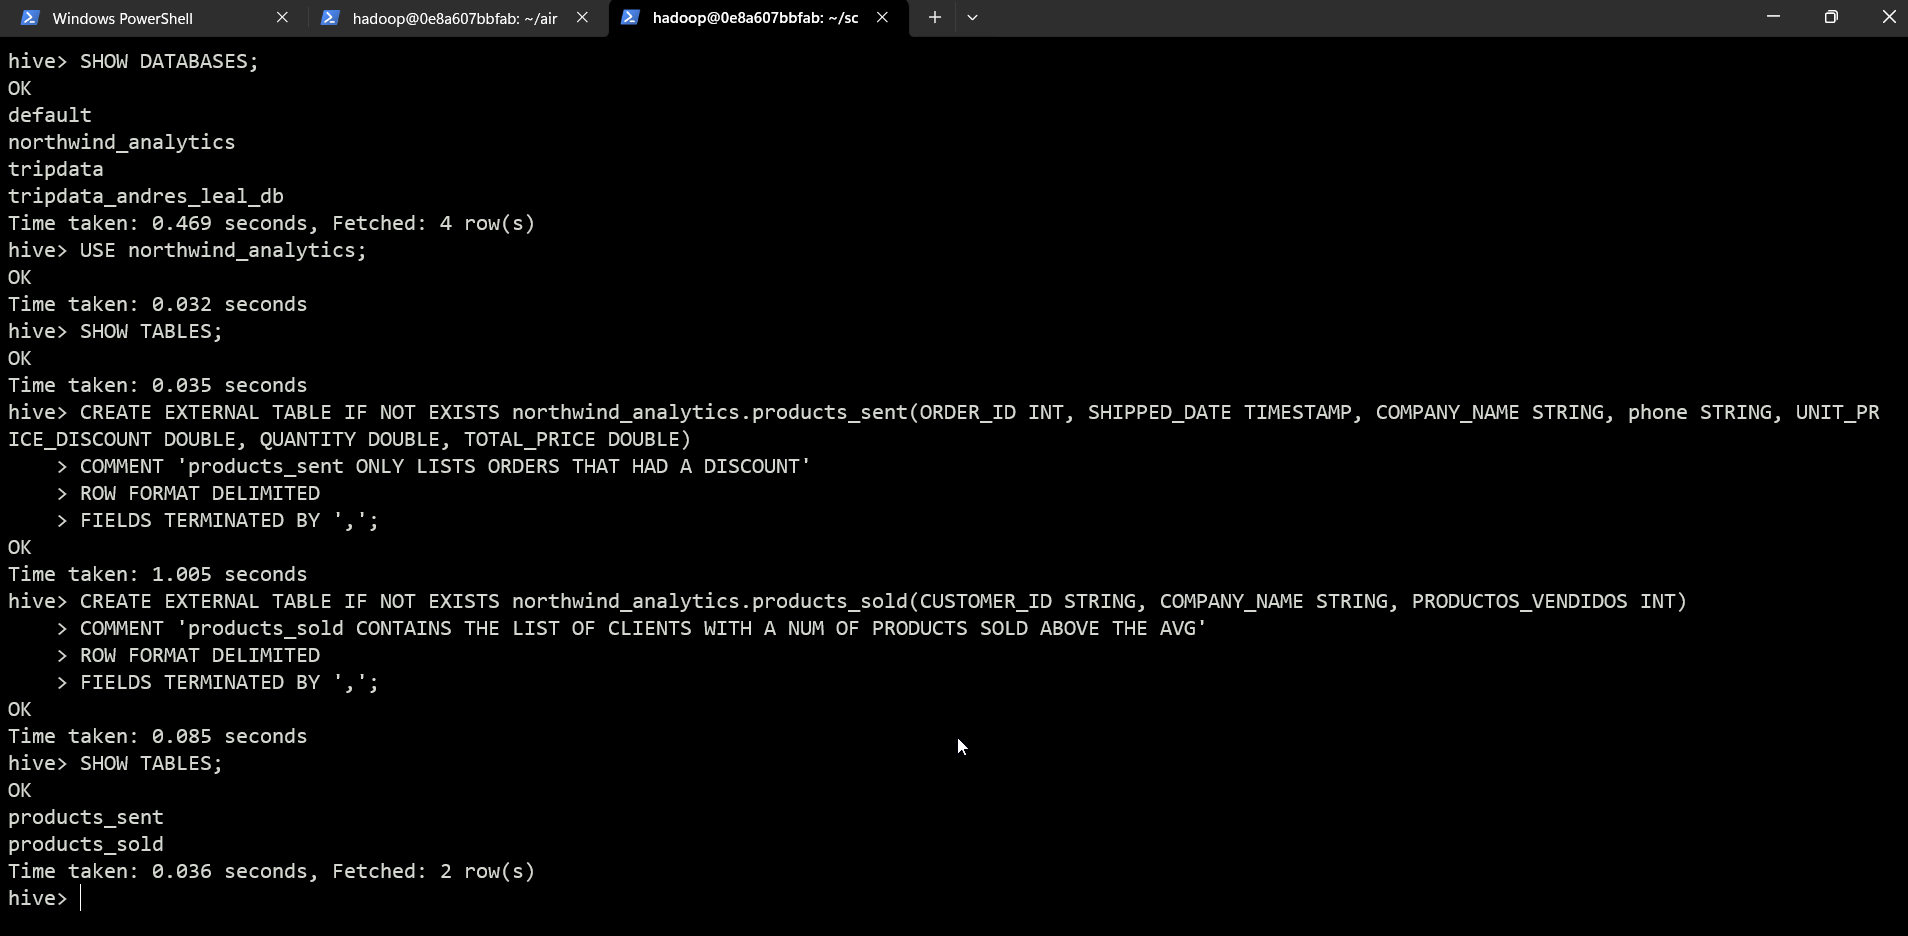 Windows PowerShell
hadoop@0e8a607bbfab: ~/air
hadoop@0e8a607bbfab: ~/sc
hive> SHOW DATABASES;
OK
default
northwind_analytics
tripdata
tripdata_andres_leal_db
Time taken: 0.469 seconds, Fetched: 4 row(s)
hive> USE northwind_analytics;
OK
Time taken: 0.032 seconds
hive> SHOW TABLES;
OK
Time taken: 0.035 seconds
hive> CREATE EXTERNAL TABLE IF NOT EXISTS northwind_analytics.products_sent(ORDER_ID INT, SHIPPED_DATE TIMESTAMP, COMPANY_NAME STRING, phone STRING, UNIT_PR
ICE_DISCOUNT DOUBLE, QUANTITY DOUBLE, TOTAL_PRICE DOUBLE)
    > COMMENT 'products_sent ONLY LISTS ORDERS THAT HAD A DISCOUNT'
    > ROW FORMAT DELIMITED
    > FIELDS TERMINATED BY ',';
OK
Time taken: 1.005 seconds
hive> CREATE EXTERNAL TABLE IF NOT EXISTS northwind_analytics.products_sold(CUSTOMER_ID STRING, COMPANY_NAME STRING, PRODUCTOS_VENDIDOS INT)
    > COMMENT 'products_sold CONTAINS THE LIST OF CLIENTS WITH A NUM OF PRODUCTS SOLD ABOVE THE AVG'
    > ROW FORMAT DELIMITED
    > FIELDS TERMINATED BY ',';
OK
Time taken: 0.085 seconds
hive> SHOW TABLES;
OK
products_sent
products_sold
Time taken: 0.036 seconds, Fetched: 2 row(s)
hive>